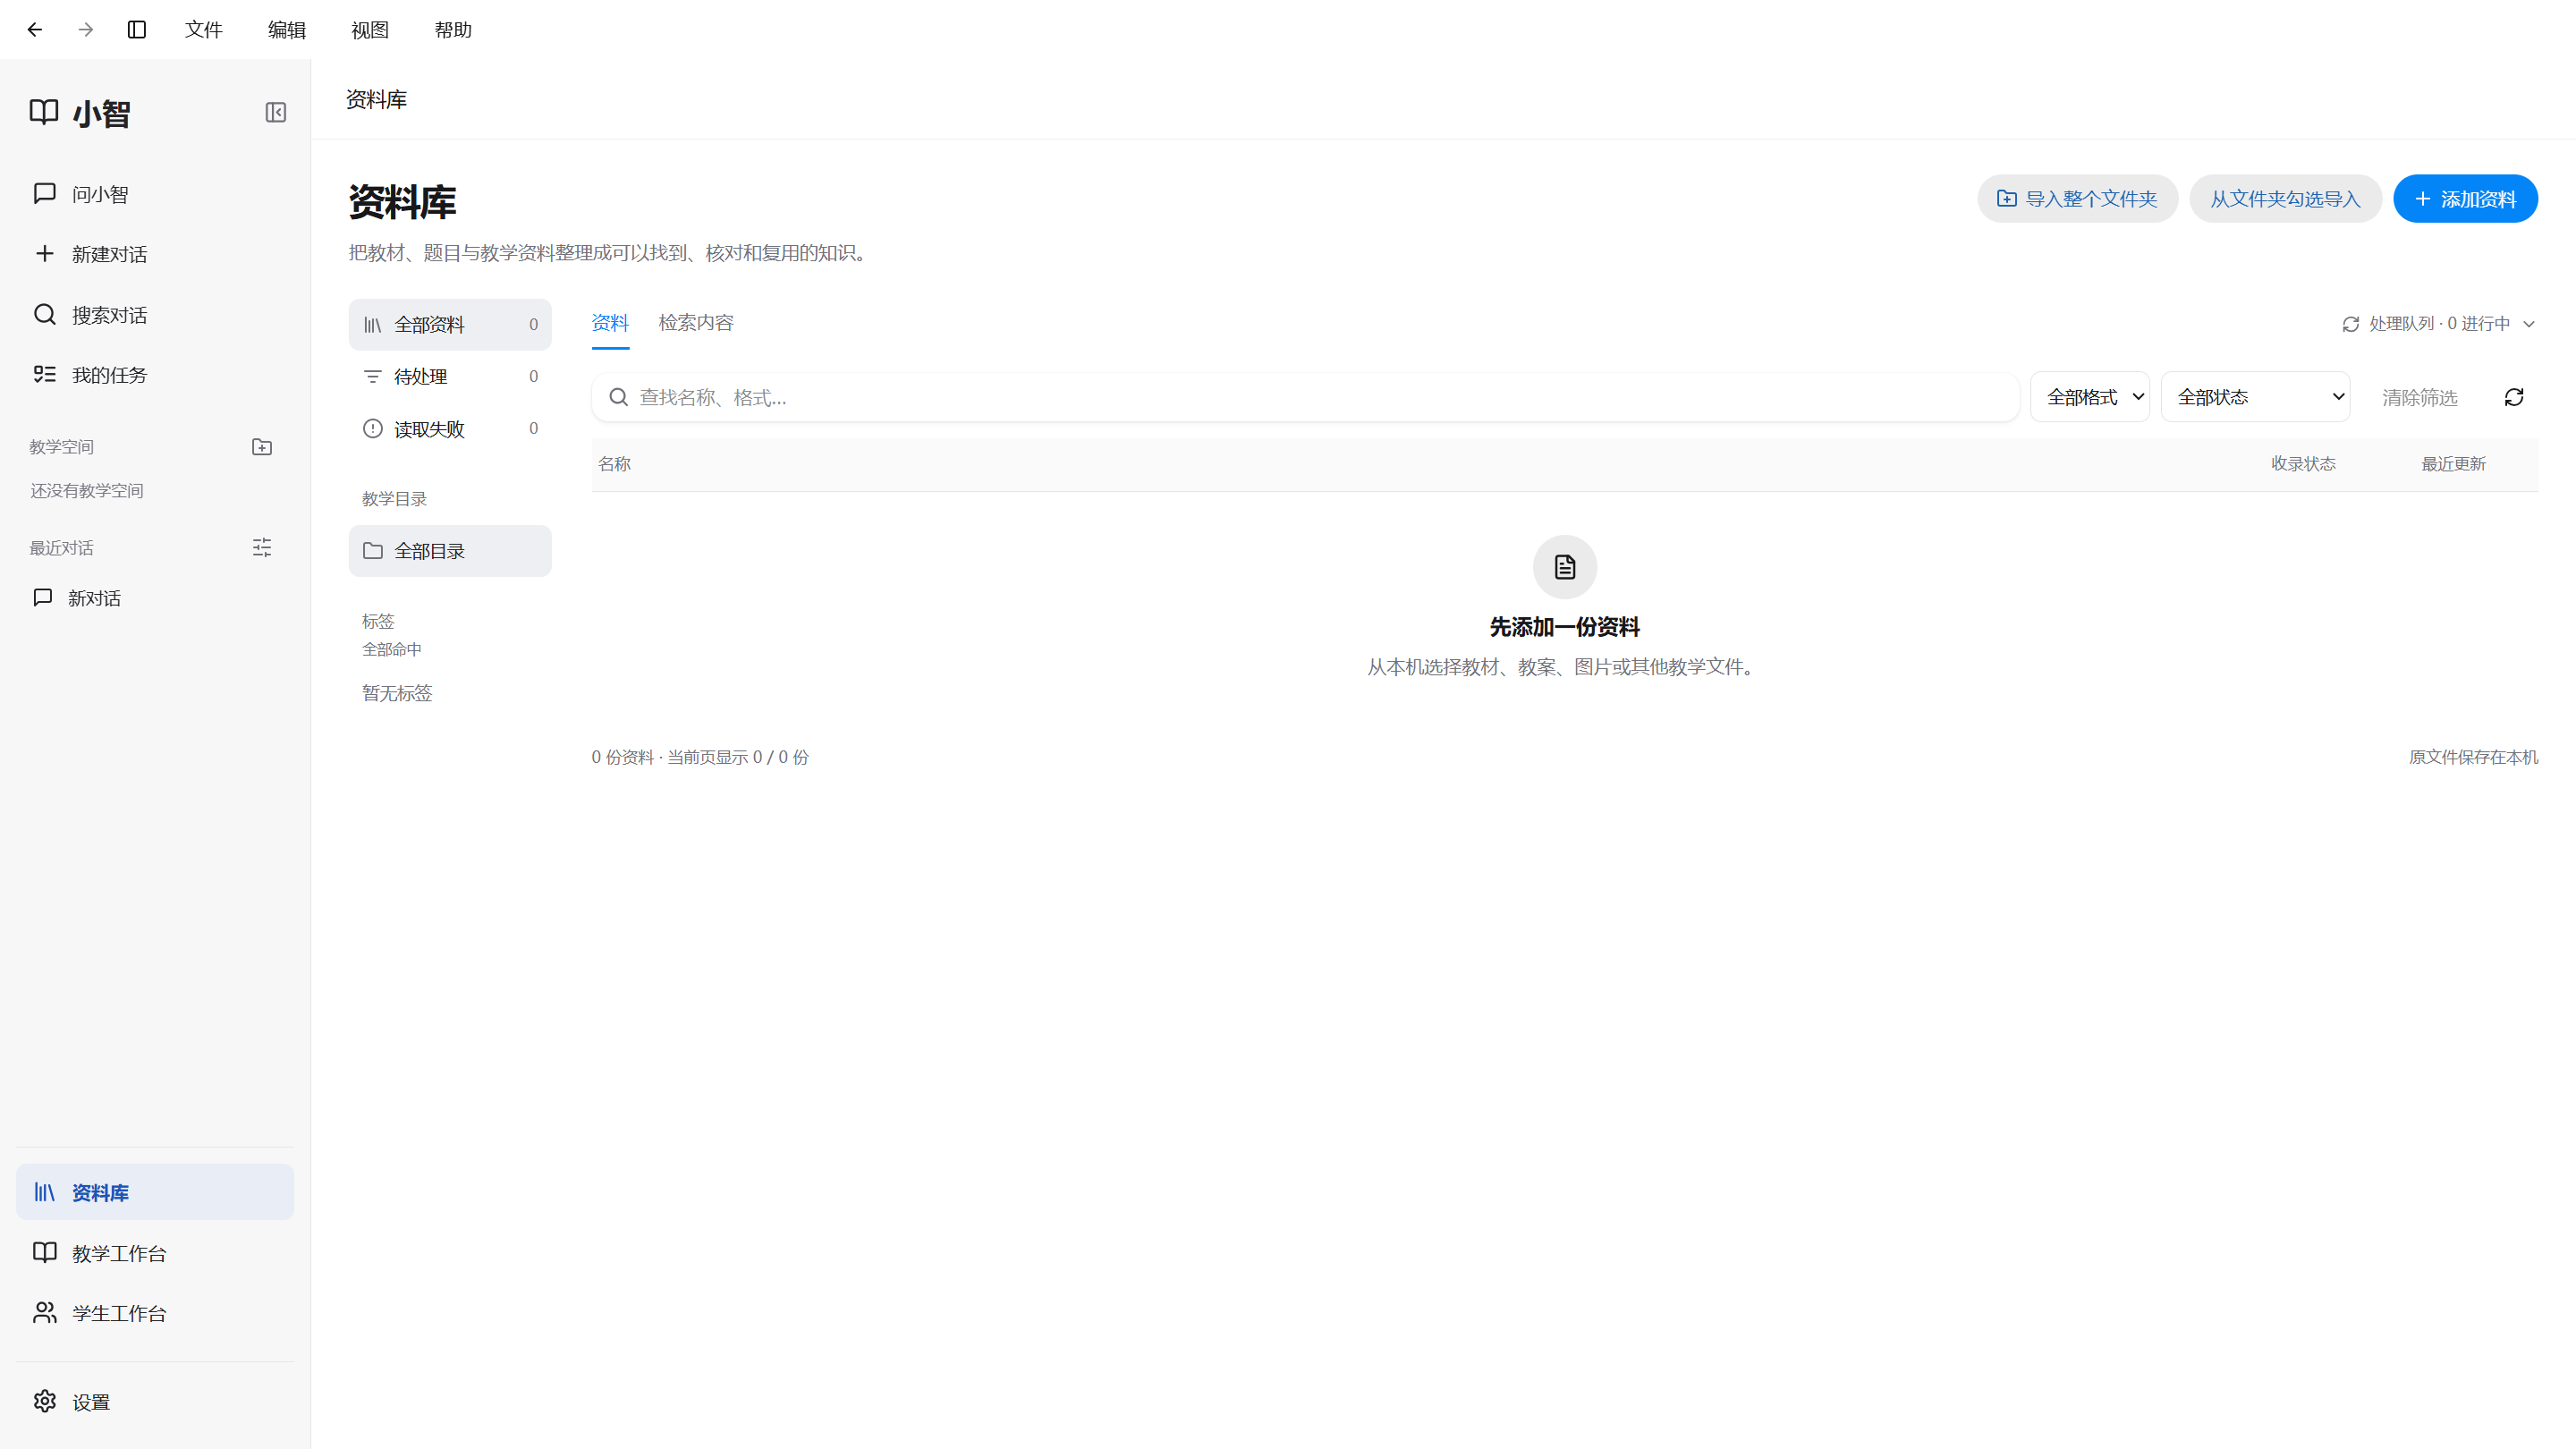 文件 编辑 视图 帮助
小智
问小智
新建对话
搜索对话
我的任务
教学空间
还没有教学空间
最近对话
新对话
资料库
教学工作台
学生工作台
设置
资料库
资料库
把教材、题目与教学资料整理成可以找到、核对和复用的知识。
导入整个文件夹 从文件夹勾选导入 添加资料
全部资料 0
待处理 0
读取失败 0
教学目录
全部目录
标签
全部命中
暂无标签
资料 检索内容 处理队列 · 0 进行中
查找名称、格式... 全部格式 全部状态 清除筛选
名称 收录状态 最近更新
先添加一份资料
从本机选择教材、教案、图片或其他教学文件。
0 份资料 · 当前页显示 0 / 0 份 原文件保存在本机